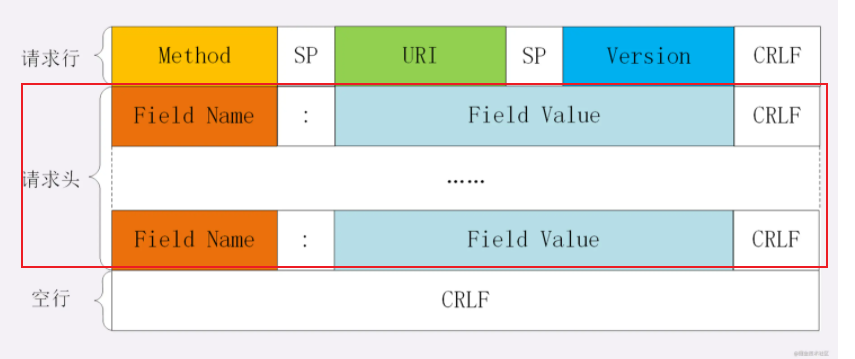 请求行 Method SP URI SP Version CRLF
Field Name : Field Value CRLF
请求头 ......
Field Name : Field Value CRLF
空行 CRLF